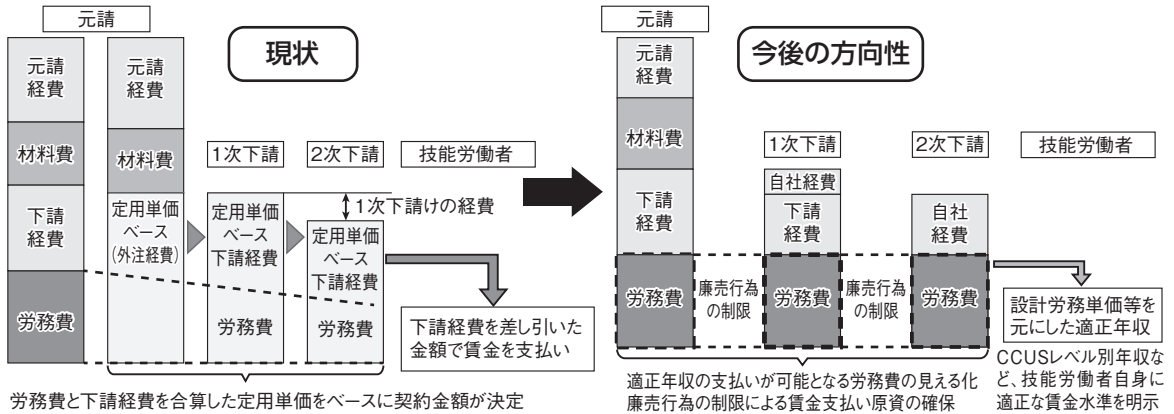 現状
元請
元請
経費
材料費
下請
経費
労務費
元請
経費
材料費
定用単価
ベース
(外注経費)
1次下請
定用単価
ベース
下請経費
労務費
2次下請
1次下請けの経費
定用単価
ベース
下請経費
労務費
技能労働者
下請経費を差し引いた
金額で賃金を支払い
労務費と下請経費を合算した定用単価をベースに契約金額が決定
今後の方向性
元請
元請
経費
材料費
下請
経費
労務費
廉売行為
の制限
1次下請
自社経費
下請
経費
労務費
廉売行為
の制限
2次下請
自社
経費
労務費
技能労働者
設計労務単価等を
元にした適正年収
CCUSレベル別年収な
ど、技能労働者自身に
適正な賃金水準を明示
適正年収の支払いが可能となる労務費の見える化
廉売行為の制限による賃金支払い原資の確保